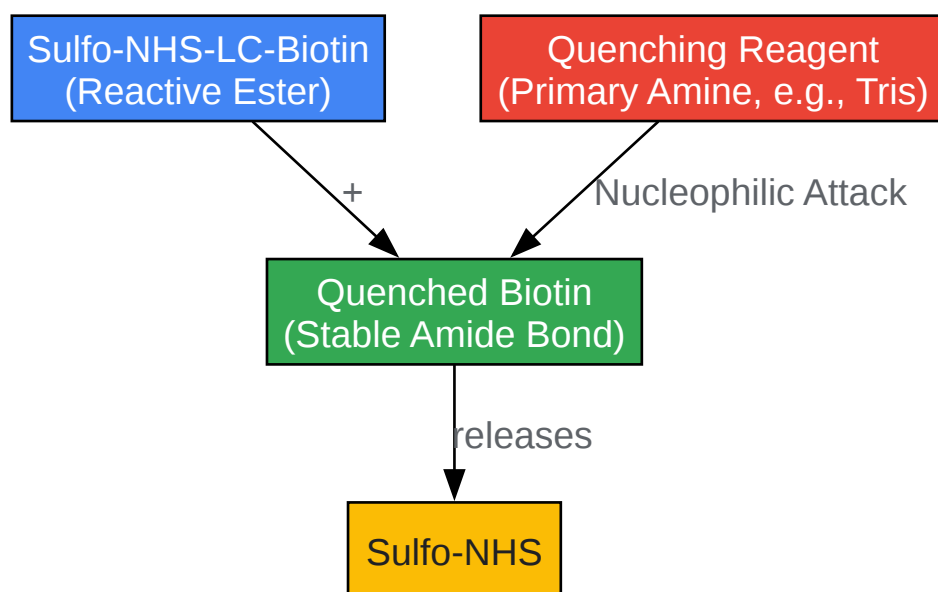 Sulfo-NHS-LC-Biotin
(Reactive Ester)
Quenching Reagent
(Primary Amine, e.g., Tris)
+
Nucleophilic Attack
Quenched Biotin
(Stable Amide Bond)
releases
Sulfo-NHS